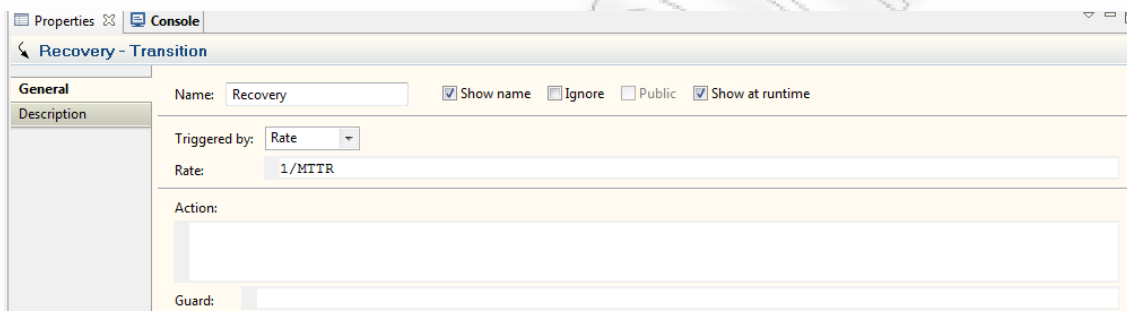 Properties Console
Recovery - Transition
General
Description
Name: Recovery Show name Ignore Public Show at runtime
Triggered by: Rate
Rate: 1/MTTR
Action:
Guard: